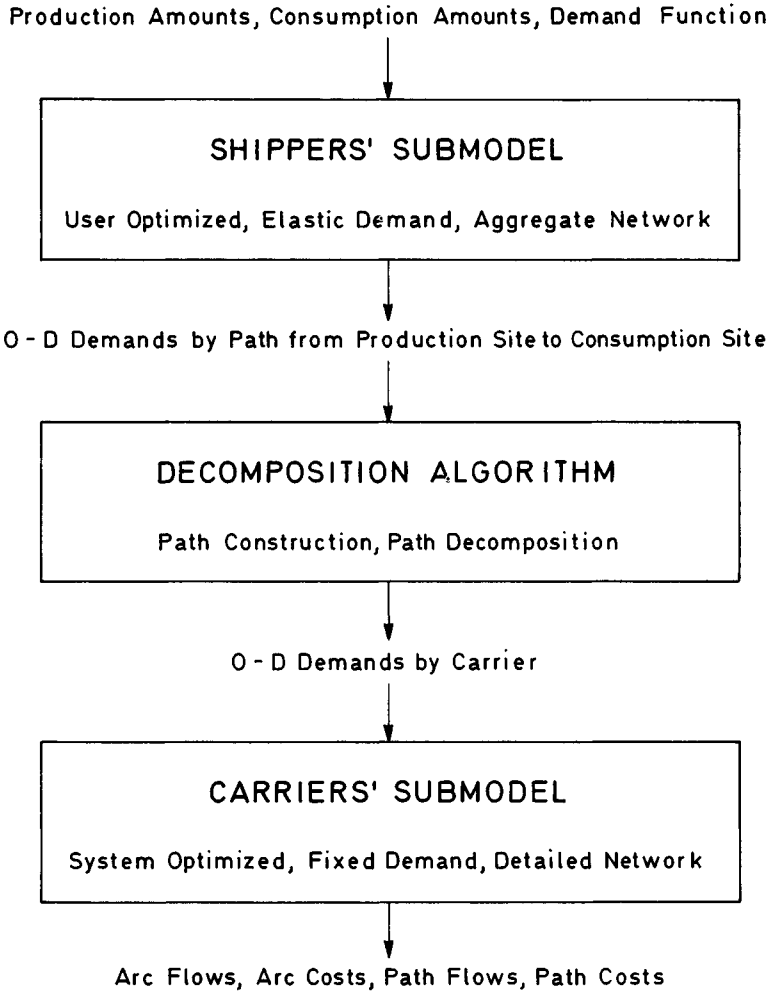 Production Amounts, Consumption Amounts, Demand Function
SHIPPERS' SUBMODEL
User Optimized, Elastic Demand, Aggregate Network
O - D Demands by Path from Production Site to Consumption Site
DECOMPOSITION ALGORITHM
Path Construction, Path Decomposition
O - D Demands by Carrier
CARRIERS' SUBMODEL
System Optimized, Fixed Demand, Detailed Network
Arc Flows, Arc Costs, Path Flows, Path Costs